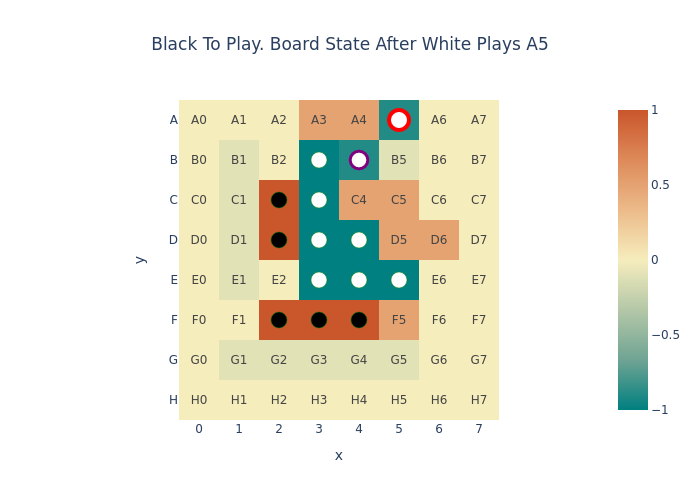 Black To Play. Board State After White Plays A5
A A0 A1 A2 A3 A4 A6 A7
B B0 B1 B2 B5 B6 B7
C C0 C1 C4 C5 C6 C7
D D0 D1 D5 D6 D7
E E0 E1 E2 E6 E7
F F0 F1 F5 F6 F7
G G0 G1 G2 G3 G4 G5 G6 G7
H H0 H1 H2 H3 H4 H5 H6 H7
0 1 2 3 4 5 6 7
x
y
1
0.5
0
−0.5
−1